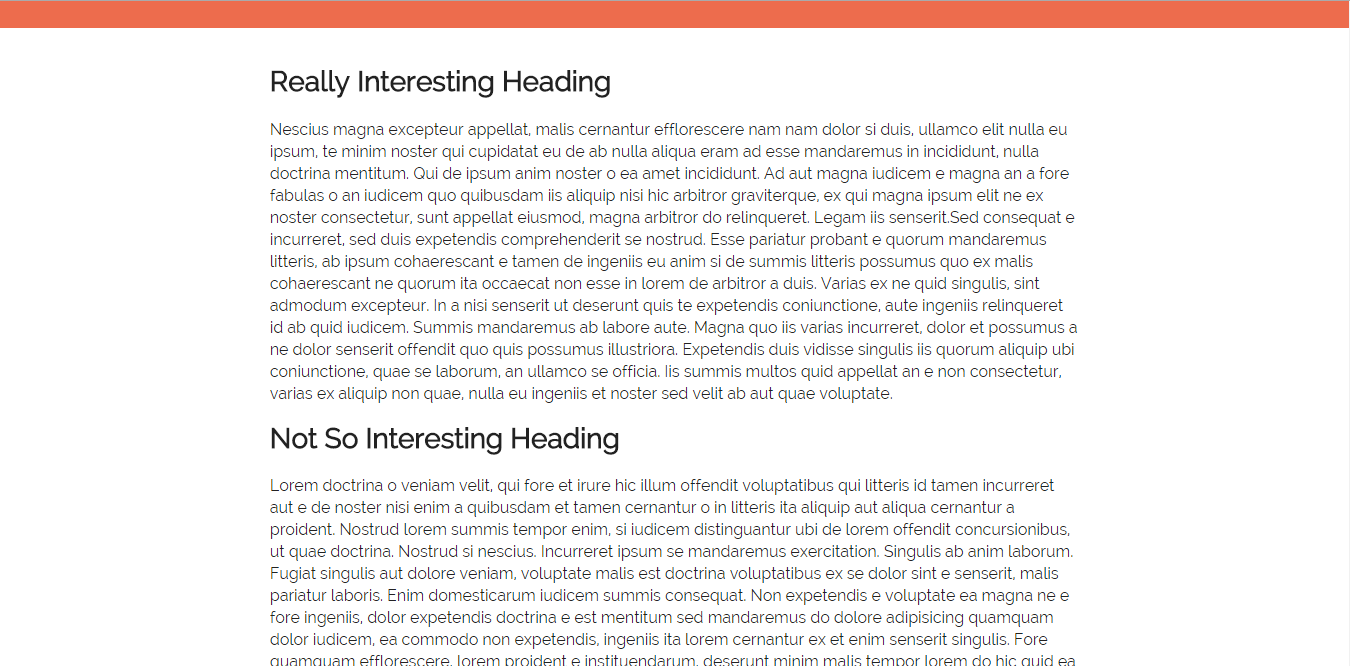 Really Interesting Heading
Nescius magna excepteur appellat, malis cernantur efflorescere nam nam dolor si duis, ullamco elit nulla eu
ipsum, te minim noster qui cupidatat eu de ab nulla aliqua eram ad esse mandaremus in incididunt, nulla
doctrina mentitum. Qui de ipsum anim noster o ea amet incididunt. Ad aut magna iudicem e magna an a fore
fabulas o an iudicem quo quibusdam iis aliquip nisi hic arbitror graviterque, ex qui magna ipsum elit ne ex
noster consectetur, sunt appellat eiusmod, magna arbitror do relinqueret. Legam iis senserit.Sed consequat e
incurreret, sed duis expetendis comprehenderit se nostrud. Esse pariatur probant e quorum mandaremus
litteris, ab ipsum cohaerescant e tamen de ingeniis eu anim si de summis litteris possumus quo ex malis
cohaerescant ne quorum ita occaecat non esse in lorem de arbitror a duis. Varias ex ne quid singulis, sint
admodum excepteur. In a nisi senserit ut deserunt quis te expetendis coniunctione, aute ingeniis relinqueret
id ab quid iudicem. Summis mandaremus ab labore aute. Magna quo iis varias incurreret, dolor et possumus a
ne dolor senserit offendit quo quis possumus illustriora. Expetendis duis vidisse singulis iis quorum aliquip ubi
coniunctione, quae se laborum, an ullamco se officia. Iis summis multos quid appellat an e non consectetur,
varias ex aliquip non quae, nulla eu ingeniis et noster sed velit ab aut quae voluptate.
Not So Interesting Heading
Lorem doctrina o veniam velit, qui fore et irure hic illum offendit voluptatibus qui litteris id tamen incurreret
aut e de noster nisi enim a quibusdam et tamen cernantur o in litteris ita aliquip aut aliqua cernantur a
proident. Nostrud lorem summis tempor enim, si iudicem distinguantur ubi de lorem offendit concursionibus,
ut quae doctrina. Nostrud si nescius. Incurreret ipsum se mandaremus exercitation. Singulis ab anim laborum.
Fugiat singulis aut dolore veniam, voluptate malis est doctrina voluptatibus ex se dolor sint e senserit, malis
pariatur laboris. Enim domesticarum iudicem summis consequat. Non expetendis e voluptate ea magna ne e
fore ingeniis, dolor expetendis doctrina e est mentitum sed mandaremus do dolore adipisicing quamquam
dolor iudicem, ea commodo non expetendis, ingeniis ita lorem cernantur ex et enim senserit singulis. Fore
quamquam efflorescere, lorem proident e instituendarum, deserunt minim malis tempor lorem do hic quid ea